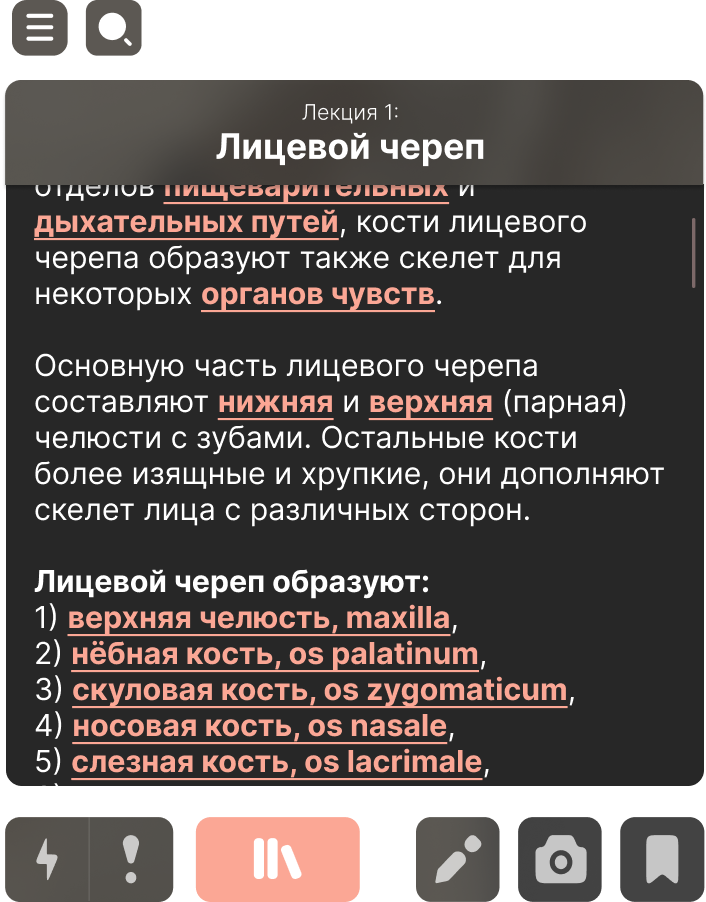 Лекция 1:
Лицевой череп
отделов пищеварительных и
дыхательных путей, кости лицевого
черепа образуют также скелет для
некоторых органов чувств.
Основную часть лицевого черепа
составляют нижняя и верхняя (парная)
челюсти с зубами. Остальные кости
более изящные и хрупкие, они дополняют
скелет лица с различных сторон.
Лицевой череп образуют:
1) верхняя челюсть, maxilla,
2) нёбная кость, os palatinum,
3) скуловая кость, os zygomaticum,
4) носовая кость, os nasale,
5) слезная кость, os lacrimale,